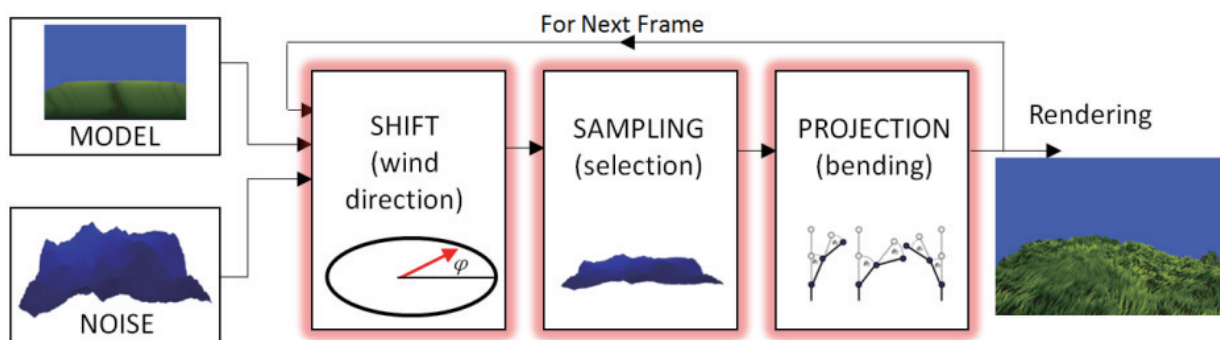 For Next Frame
MODEL
NOISE
SHIFT
(wind
direction)
φ
SAMPLING
(selection)
PROJECTION
(bending)
Rendering